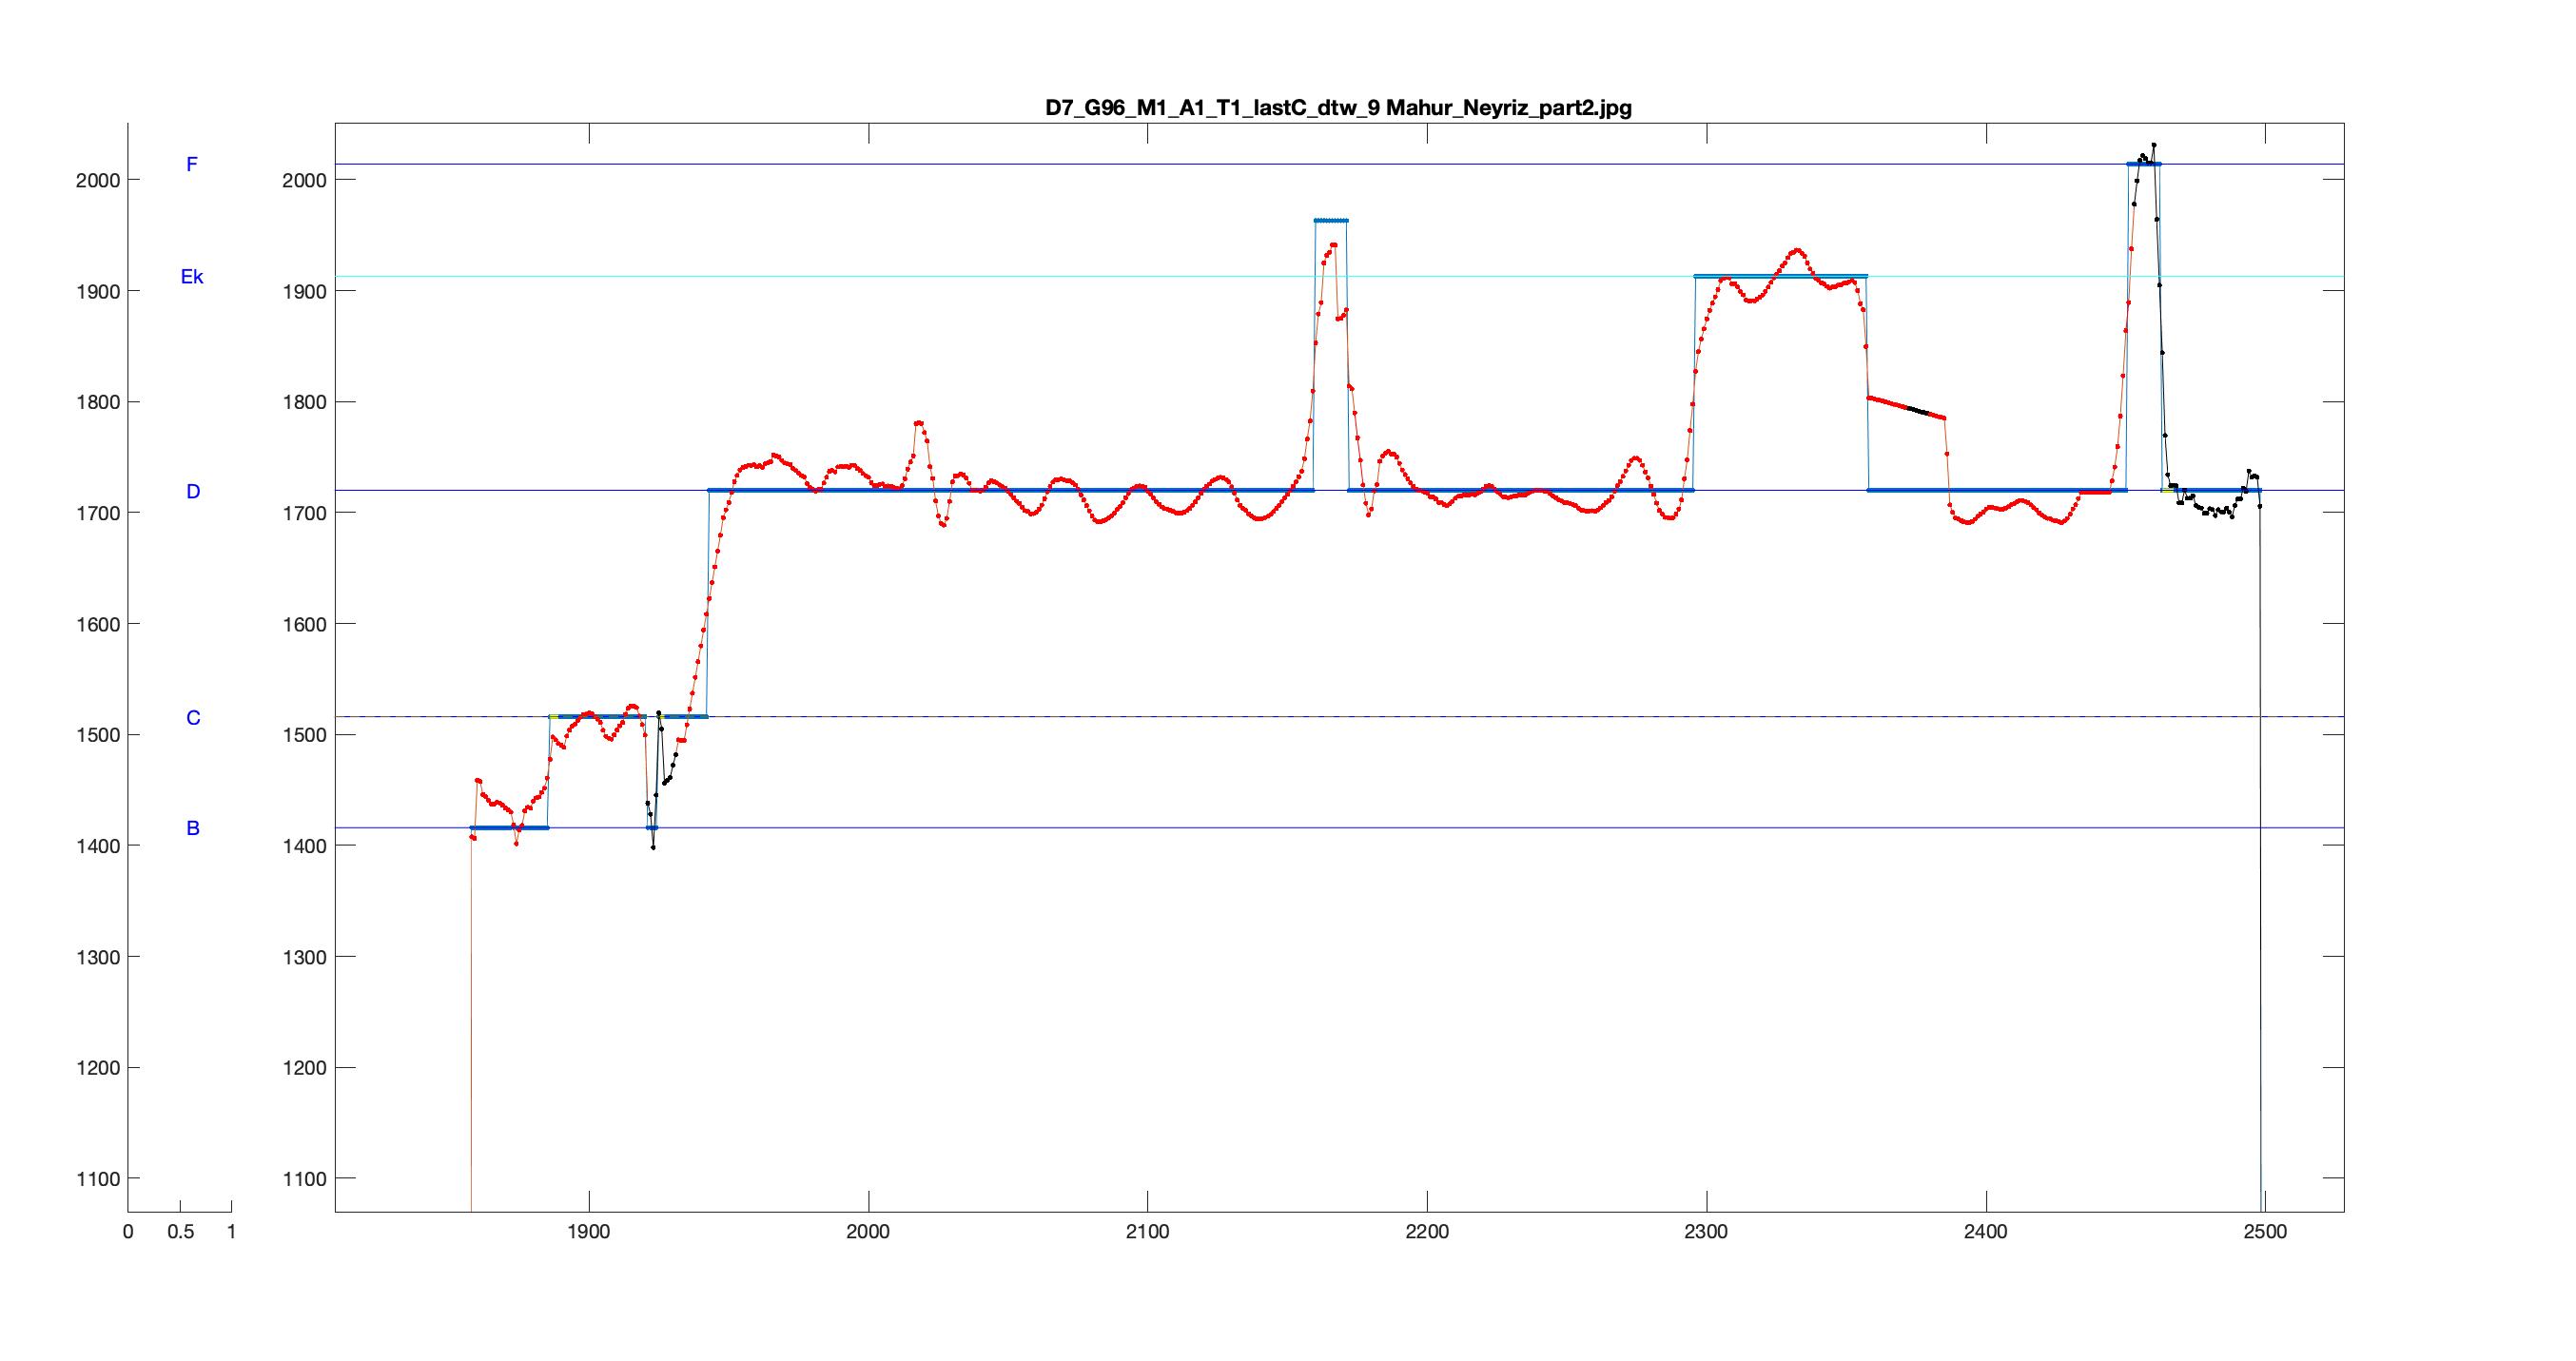 D7_G96_M1_A1_T1_lastC_dtw_9 Mahur_Neyriz_part2.jpg
F
2000 2000
Ek
1900 1900
1800 1800
D
1700 1700
1600 1600
C
1500 1500
B
1400 1400
1300 1300
1200 1200
1100 1100
0 0.5 1 1900 2000 2100 2200 2300 2400 2500